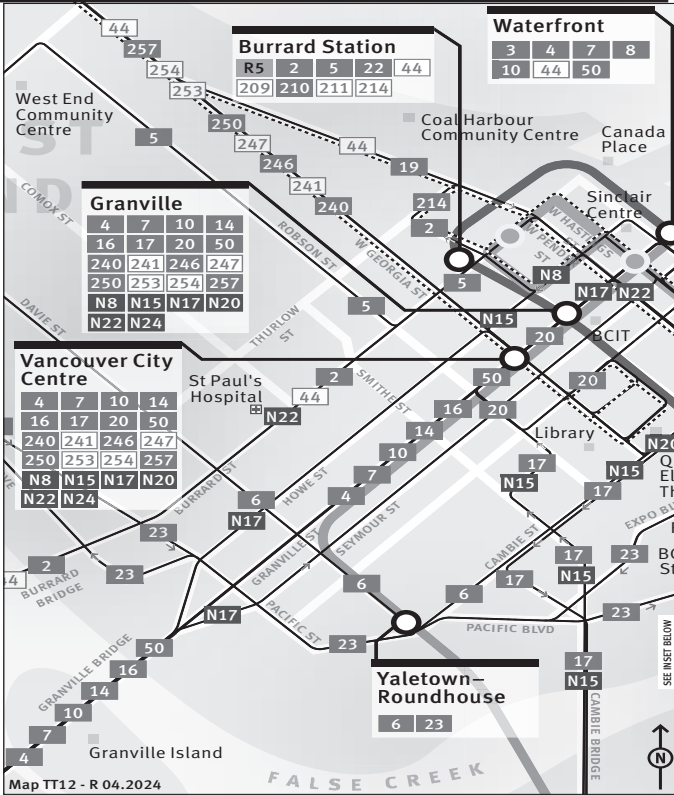 44
257
254
253
250
247
246
241
240
44
19
214
2
Burrard Station
R5 2 5 22 44
209 210 211 214
Waterfront
3 4 7 8
10 44 50
West End
Community
Centre
5
Coal Harbour
Community Centre
Canada
Place
Sinclair
Centre
COMOX ST
ROBSON ST
W GEORGIA ST
W HASTINGS
W PENDER
ST
Granville
4 7 10 14
16 17 20 50
240 241 246 247
250 253 254 257
N8 N15 N17 N20
N22 N24
DAVIE ST
THURLOW
ST
5
5
N8
N17 N22
N15
20
BCIT
Vancouver City
Centre
4 7 10 14
16 17 20 50
240 241 246 247
250 253 254 257
N8 N15 N17 N20
N22 N24
St Paul's
Hospital
2
44
N22
SMITHE ST
50
20
16 20
14
10
7
4
Library
17
N15
N20
N15
17
BURRARD ST
HOWE ST
6
N17
GRANVILLE ST
SEYMOUR ST
CAMBIE ST
EXPO
23
23
2
44
BURRARD
BRIDGE
6
6
17
17
N15
23
23
N17
PACIFIC ST
23
PACIFIC BLVD
SEE INSET BELOW
GRANVILLE BRIDGE
50
16
14
10
7
4
Yaletown–
Roundhouse
6 23
17
N15
CAMBIE BRIDGE
Granville Island
FALSE CREEK
N
Map TT12 - R 04.2024